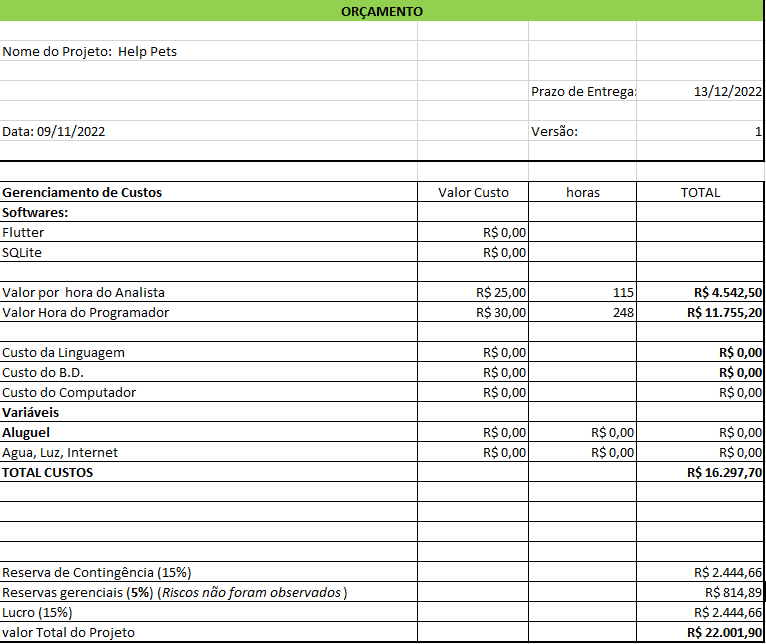 ORÇAMENTO
Nome do Projeto: Help Pets
Prazo de Entrega: 13/12/2022
Data: 09/11/2022 Versão: 1
Gerenciamento de Custos Valor Custo horas TOTAL
Softwares:
Flutter R$ 0,00
SQLite R$ 0,00
Valor por hora do Analista R$ 25,00 115 R$ 4.542,50
Valor Hora do Programador R$ 30,00 248 R$ 11.755,20
Custo da Linguagem R$ 0,00 R$ 0,00
Custo do B.D. R$ 0,00 R$ 0,00
Custo do Computador R$ 0,00 R$ 0,00
Variáveis
Aluguel R$ 0,00 R$ 0,00 R$ 0,00
Agua, Luz, Internet R$ 0,00 R$ 0,00 R$ 0,00
TOTAL CUSTOS R$ 16.297,70
Reserva de Contingência (15%) R$ 2.444,66
Reservas gerenciais (5%) (Riscos não foram observados) R$ 814,89
Lucro (15%) R$ 2.444,66
valor Total do Projeto R$ 22.001,90